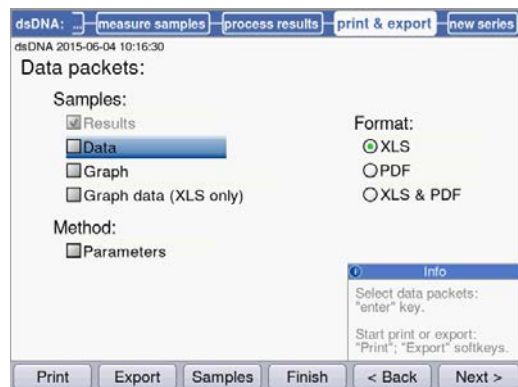 dsDNA: ... measure samples process results print & export new series
dsDNA 2015-06-04 10:16:30
Data packets:
Samples:
Results
Data
Graph
Graph data (XLS only)
Method:
Parameters
Format:
XLS
PDF
XLS & PDF
Info
Select data packets:
"enter" key.
Start print or export:
"Print"; "Export" softkeys.
Print Export Samples Finish < Back Next >